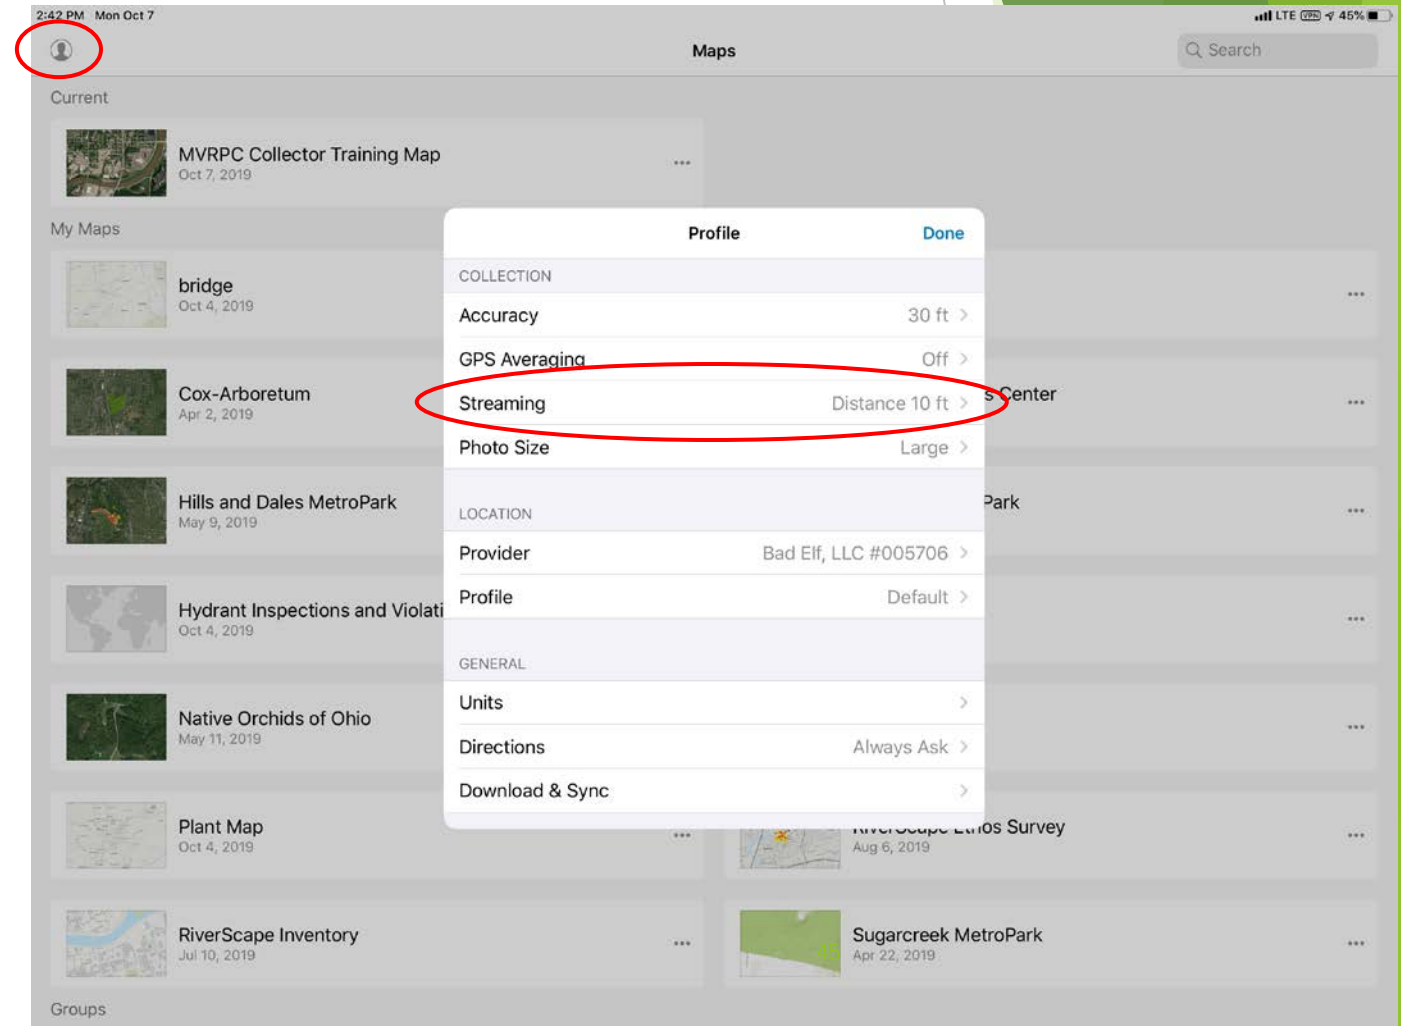 2:42 PM Mon Oct 7
LTE VPN 45%
Maps
Search
Current
MVRPC Collector Training Map
Oct 7, 2019
My Maps
bridge
Oct 4, 2019
Cox-Arboretum
Apr 2, 2019
s Center
Hills and Dales MetroPark
May 9, 2019
Park
Hydrant Inspections and Violati
Oct 4, 2019
Native Orchids of Ohio
May 11, 2019
Plant Map
Oct 4, 2019
RiverScape Ethos Survey
Aug 6, 2019
RiverScape Inventory
Jul 10, 2019
Sugarcreek MetroPark
Apr 22, 2019
Groups
Profile Done
COLLECTION
Accuracy 30 ft
GPS Averaging Off
Streaming Distance 10 ft
Photo Size Large
LOCATION
Provider Bad Elf, LLC #005706
Profile Default
GENERAL
Units
Directions Always Ask
Download & Sync